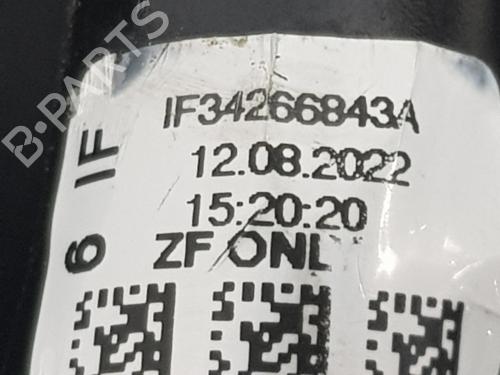 B-PARTS
IF34266843A
12.08.2022
15:20:20
ZF ONL
6 IF